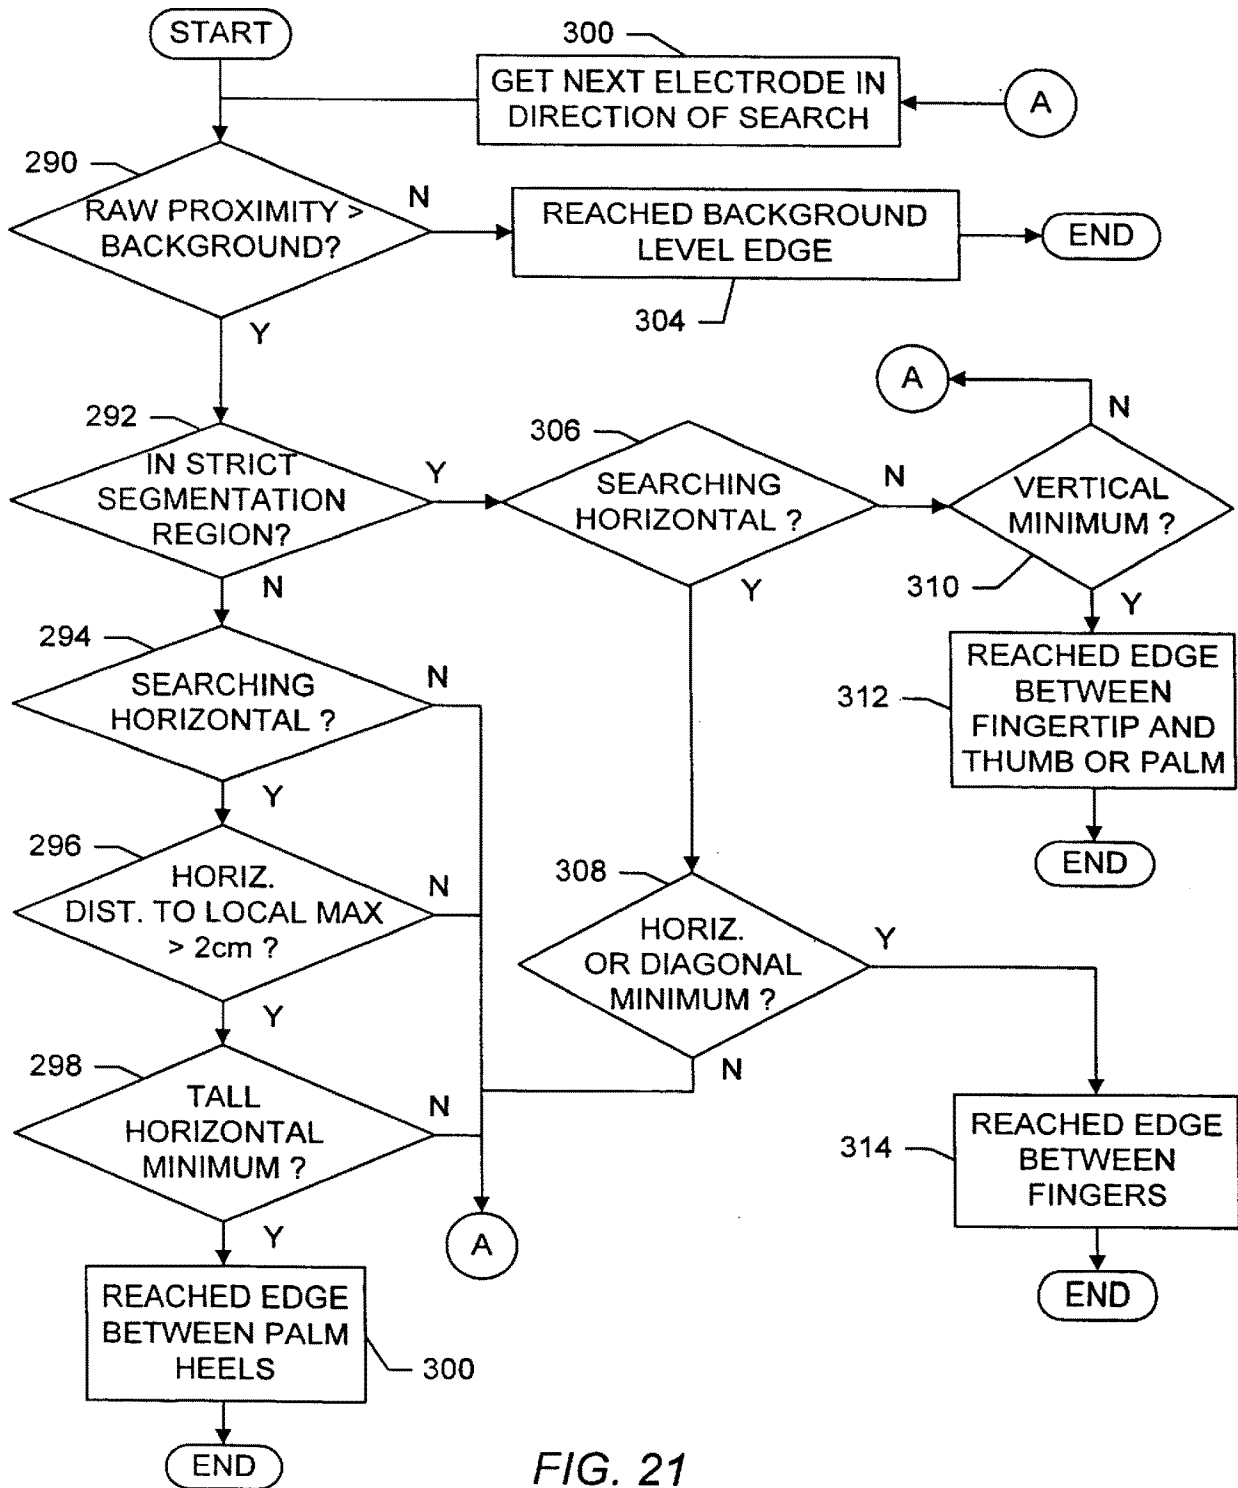 START
300
GET NEXT ELECTRODE IN
DIRECTION OF SEARCH
A
290
RAW PROXIMITY >
BACKGROUND?
N
REACHED BACKGROUND
LEVEL EDGE
END
304
Y
A
N
292
IN STRICT
SEGMENTATION
REGION?
Y
306
SEARCHING
HORIZONTAL ?
N
VERTICAL
MINIMUM ?
310
N
Y
Y
294
SEARCHING
HORIZONTAL ?
N
312
REACHED EDGE
BETWEEN
FINGERTIP AND
THUMB OR PALM
Y
END
296
HORIZ.
DIST. TO LOCAL MAX
> 2cm ?
N
308
HORIZ.
OR DIAGONAL
MINIMUM ?
Y
Y
N
298
TALL
HORIZONTAL
MINIMUM ?
N
314
REACHED EDGE
BETWEEN
FINGERS
Y
A
END
REACHED EDGE
BETWEEN PALM
HEELS
300
END
FIG. 21